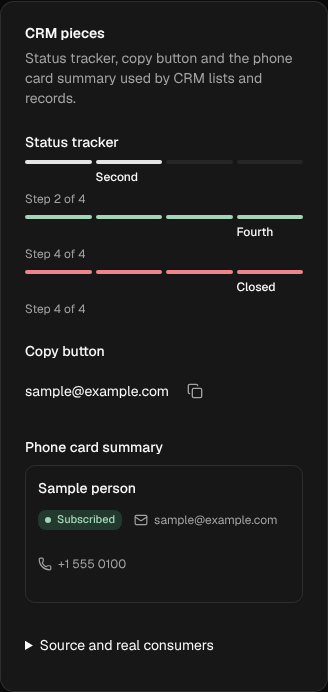 CRM pieces
Status tracker, copy button and the phone
card summary used by CRM lists and
records.
Status tracker
Second
Step 2 of 4
Fourth
Step 4 of 4
Closed
Step 4 of 4
Copy button
sample@example.com
Phone card summary
Sample person
Subscribed sample@example.com
+1 555 0100
Source and real consumers